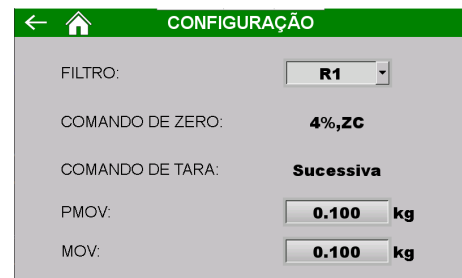 CONFIGURAÇÃO
FILTRO: R1
COMANDO DE ZERO: 4%,ZC
COMANDO DE TARA: Sucessiva
PMOV: 0.100 kg
MOV: 0.100 kg